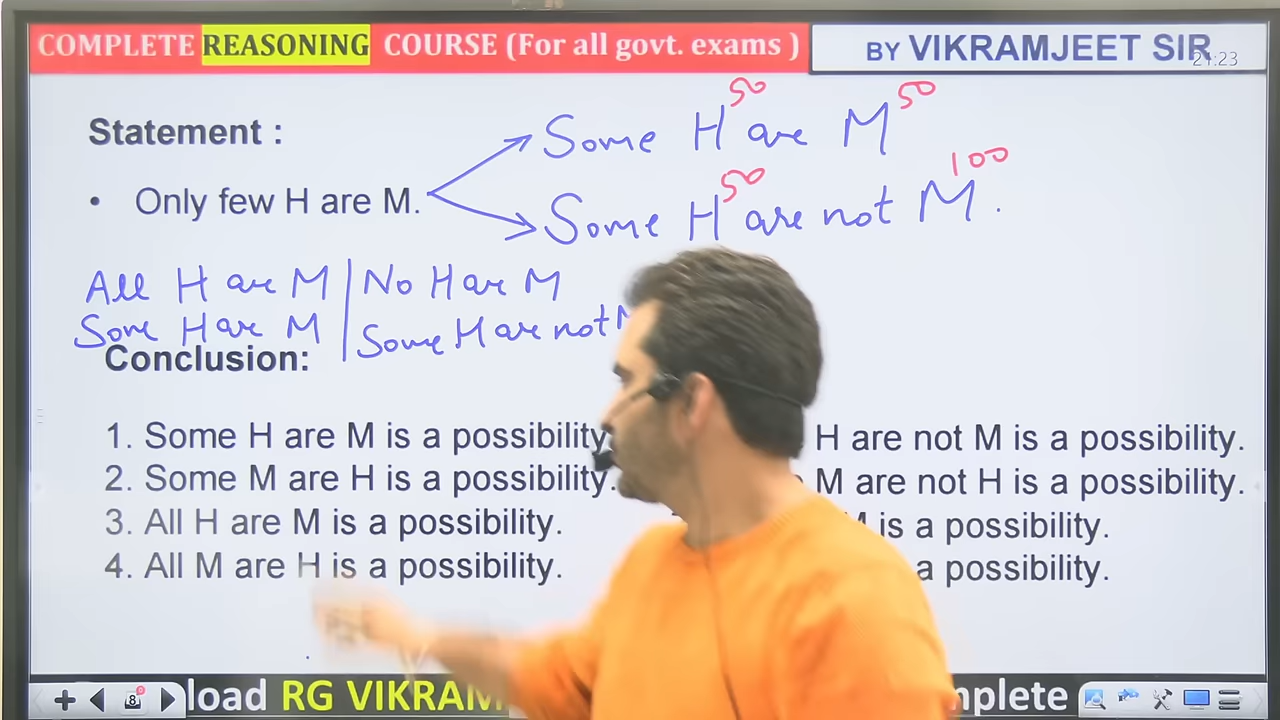 COMPLETE REASONING COURSE (For all govt. exams )
BY VIKRAMJEET SIR
21:23
Statement :
Some H are M
50 50
• Only few H are M.
Some H are not M.
50 100
All H are M | No H are M
Some H are M | Some H are not M
Conclusion:
1. Some H are M is a possibility
H are not M is a possibility.
2. Some M are H is a possibility.
M are not H is a possibility.
3. All H are M is a possibility.
M is a possibility.
4. All M are H is a possibility.
a possibility.
8
load RG VIKRAM
mplete